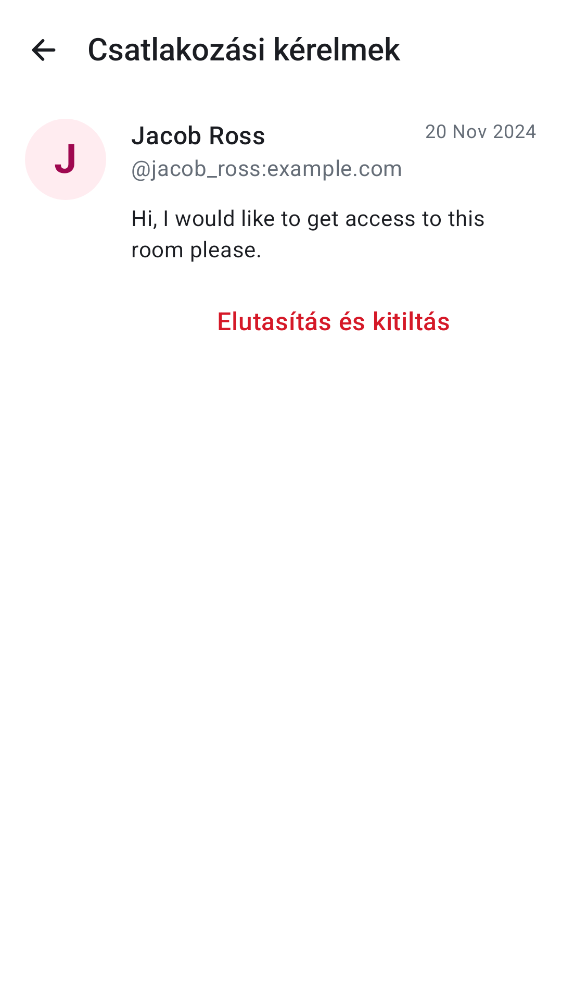 Csatlakozási kérelmek
J
Jacob Ross
20 Nov 2024
@jacob_ross:example.com
Hi, I would like to get access to this
room please.
Elutasítás és kitiltás